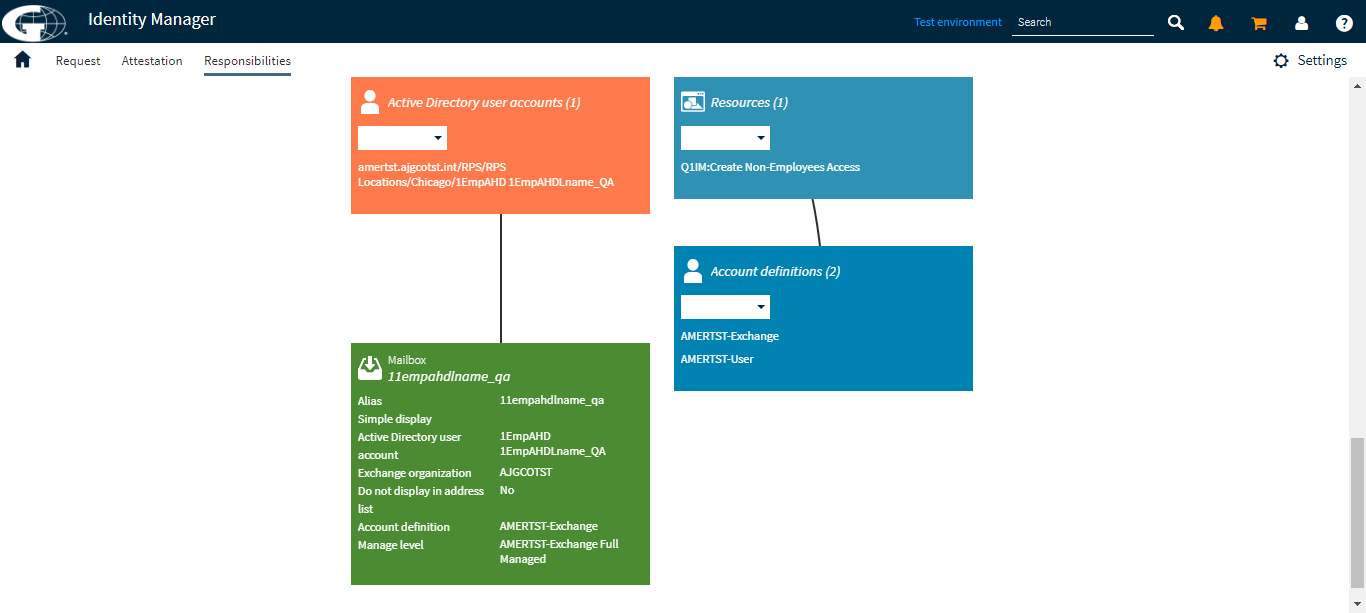 Identity Manager
Test environment
Search
Request
Attestation
Responsibilities
Settings
Active Directory user accounts (1)
amertst.ajgcotst.int/RPS/RPS
Locations/Chicago/1EmpAHD 1EmpAHDLname_QA
Resources (1)
Q1IM:Create Non-Employees Access
Account definitions (2)
AMERTST-Exchange
AMERTST-User
Mailbox
11empahdlname_qa
Alias 11empahdlname_qa
Simple display
Active Directory user account 1EmpAHD
1EmpAHDLname_QA
Exchange organization AJGCOTST
Do not display in address list No
Account definition AMERTST-Exchange
Manage level AMERTST-Exchange Full
Managed